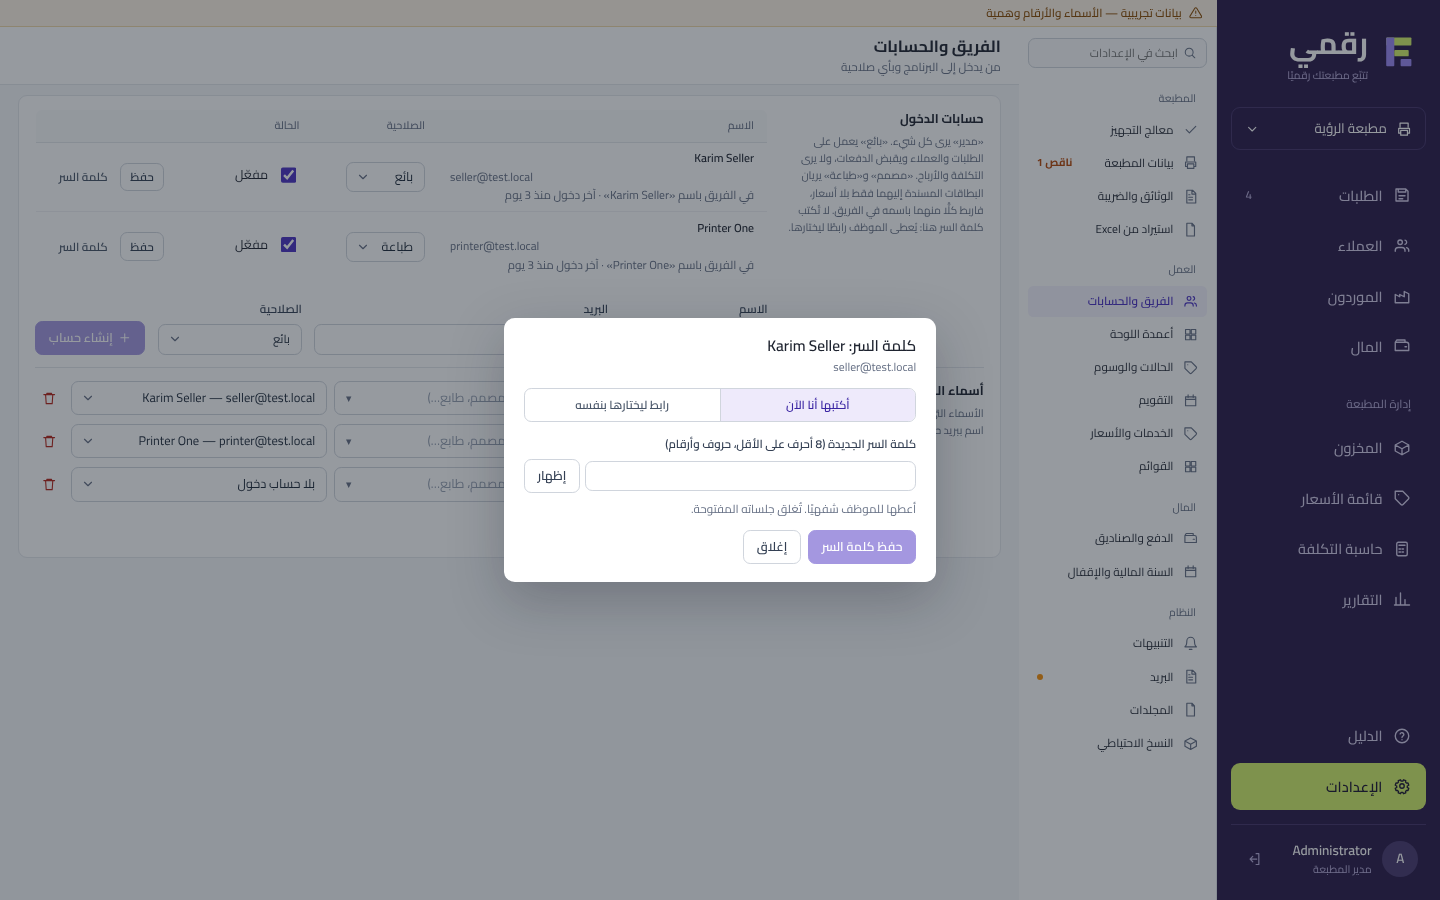 بيانات تجريبية — الأسماء والأرقام وهمية
رقمي
تتبّع مطبعتك رقميًا
مطبعة الرؤية
الطلبات
4
العملاء
الموردون
المال
إدارة المطبعة
المخزون
قائمة الأسعار
حاسبة التكلفة
التقارير
الدليل
الإعدادات
A
Administrator
مدير المطبعة
ابحث في الإعدادات
المطبعة
معالج التجهيز
بيانات المطبعة
ناقص 1
الوثائق والضريبة
استيراد من Excel
العمل
الفريق والحسابات
أعمدة اللوحة
الحالات والوسوم
التقويم
الخدمات والأسعار
القوائم
المال
الدفع والصناديق
السنة المالية والإقفال
النظام
التنبيهات
البريد
المجلدات
النسخ الاحتياطي
الفريق والحسابات
من يدخل إلى البرنامج وبأي صلاحية
حسابات الدخول
«مدير» يرى كل شيء. «بائع» يعمل على
الطلبات والعملاء ويقبض الدفعات، ولا يرى
التكلفة والأرباح. «مصمم» و«طباعة» يريان
البطاقات المسندة إليهما فقط بلا أسعار،
فاربط كلًّا منهما باسمه في الفريق. لا تُكتب
كلمة السر هنا: يُعطى الموظف رابطًا ليختارها.
الاسم
الصلاحية
الحالة
Karim Seller
seller@test.local
في الفريق باسم «Karim Seller» · آخر دخول منذ 3 يوم
بائع
مفعّل
حفظ
كلمة السر
Printer One
printer@test.local
في الفريق باسم «Printer One» · آخر دخول منذ 3 يوم
طباعة
مفعّل
حفظ
كلمة السر
الاسم
البريد
الصلاحية
بائع
إنشاء حساب
أسماء
الأسماء
اسم ببريد
مصمم، طابع...)
Karim Seller — seller@test.local
مصمم، طابع...)
Printer One — printer@test.local
مصمم، طابع...)
بلا حساب دخول
كلمة السر: Karim Seller
seller@test.local
أكتبها أنا الآن
رابط ليختارها بنفسه
كلمة السر الجديدة (8 أحرف على الأقل، حروف وأرقام)
إظهار
أعطها للموظف شفهيًا. تُغلق جلساته المفتوحة.
حفظ كلمة السر
إغلاق